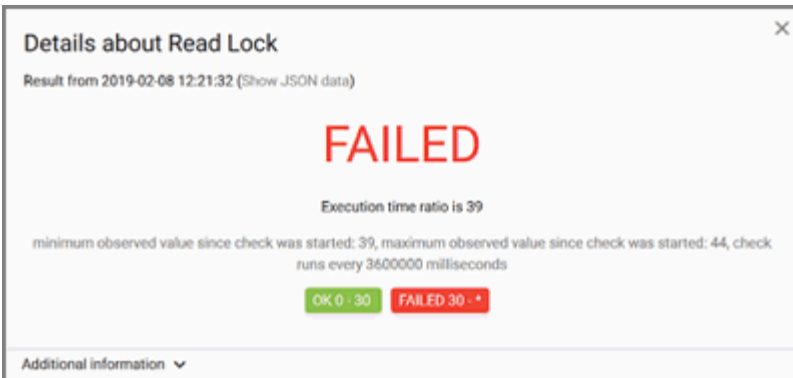 Details about Read Lock
Result from 2019-02-08 12:21:32 (Show JSON data)
FAILED
Execution time ratio is 39
minimum observed value since check was started: 39, maximum observed value since check was started: 44, check
runs every 3600000 milliseconds
OK 0 - 30 FAILED 30 - *
Additional information